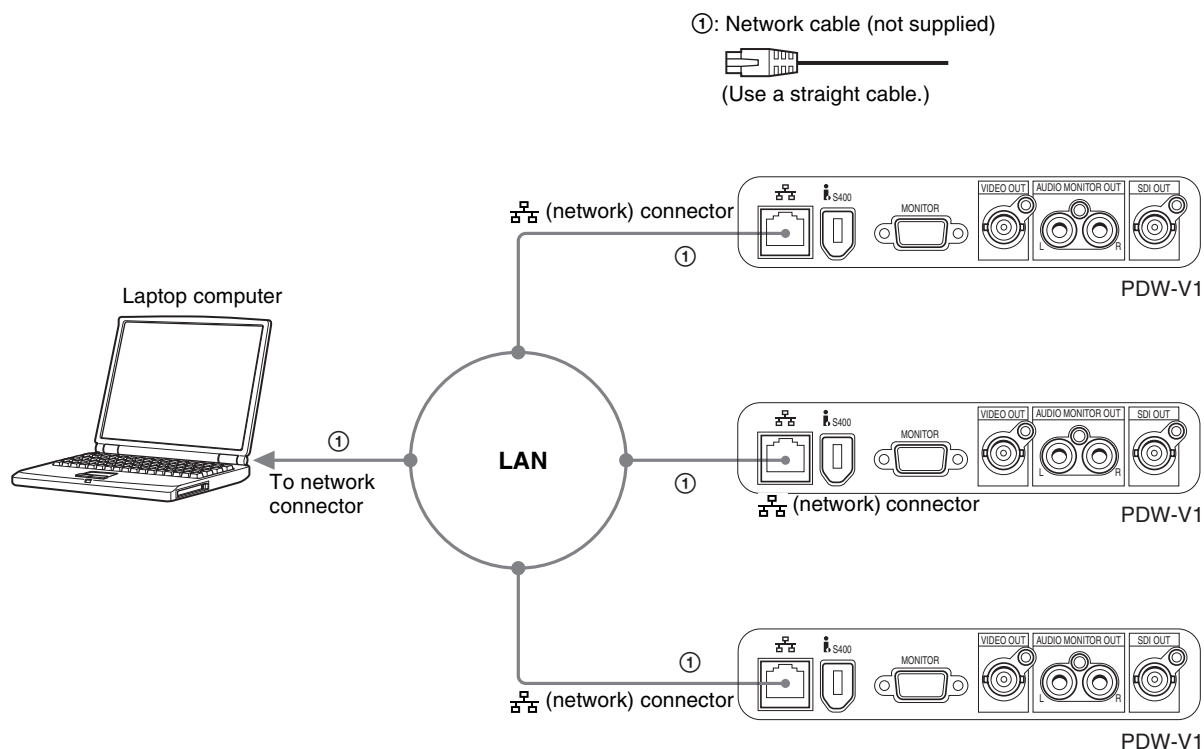 ①: Network cable (not supplied)
(Use a straight cable.)
(network) connector
①
S400
MONITOR
VIDEO OUT
AUDIO MONITOR OUT
L
R
SDI OUT
PDW-V1
Laptop computer
①
To network
connector
LAN
①
S400
MONITOR
VIDEO OUT
AUDIO MONITOR OUT
L
R
SDI OUT
(network) connector
PDW-V1
①
(network) connector
S400
MONITOR
VIDEO OUT
AUDIO MONITOR OUT
L
R
SDI OUT
PDW-V1